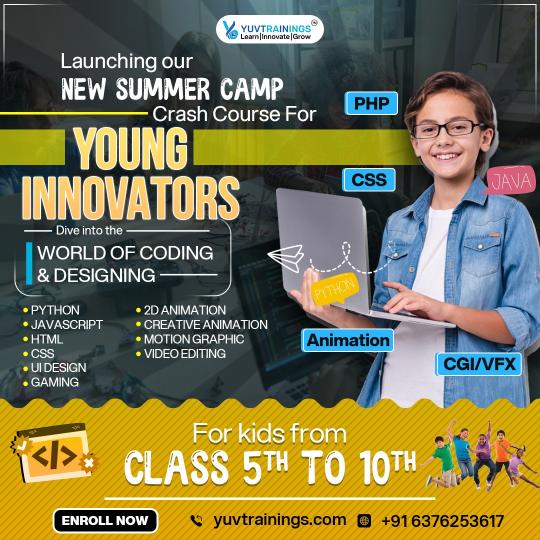 YUVTRAININGS
Learn|Innovate|Grow
Launching our
NEW SUMMER CAMP
Crash Course For
YOUNG
INNOVATORS
Dive into the
WORLD OF CODING
& DESIGNING
PYTHON
JAVASCRIPT
HTML
CSS
UI DESIGN
GAMING
2D ANIMATION
CREATIVE ANIMATION
MOTION GRAPHIC
VIDEO EDITING
PHP
CSS
JAVA
PYTHON
Animation
CGI/VFX
</>
For kids from
CLASS 5TH TO 10TH
ENROLL NOW
yuvtrainings.com
+91 6376253617